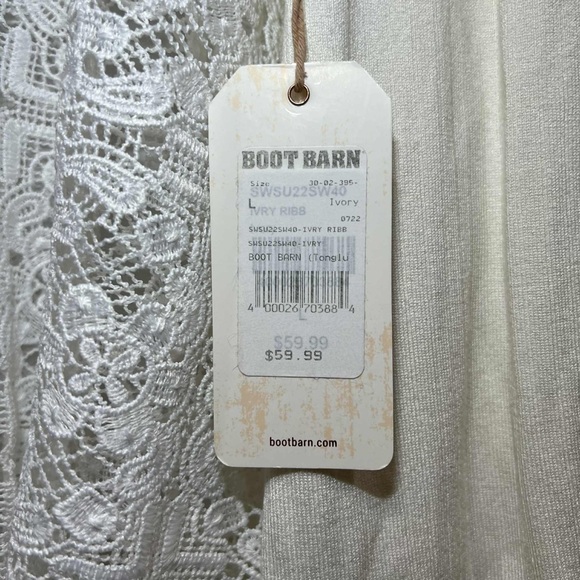 BOOT BARN
Size 30-02-395-
SWSU22SW40
L Ivory
IVRY RIBB
0722
SWSU22SW40-IVRY RIBB
SWSU22SW40-IVRY
BOOT BARN (Tonglu
4 00026 70388 4
L
$59.99
$59.99
bootbarn.com